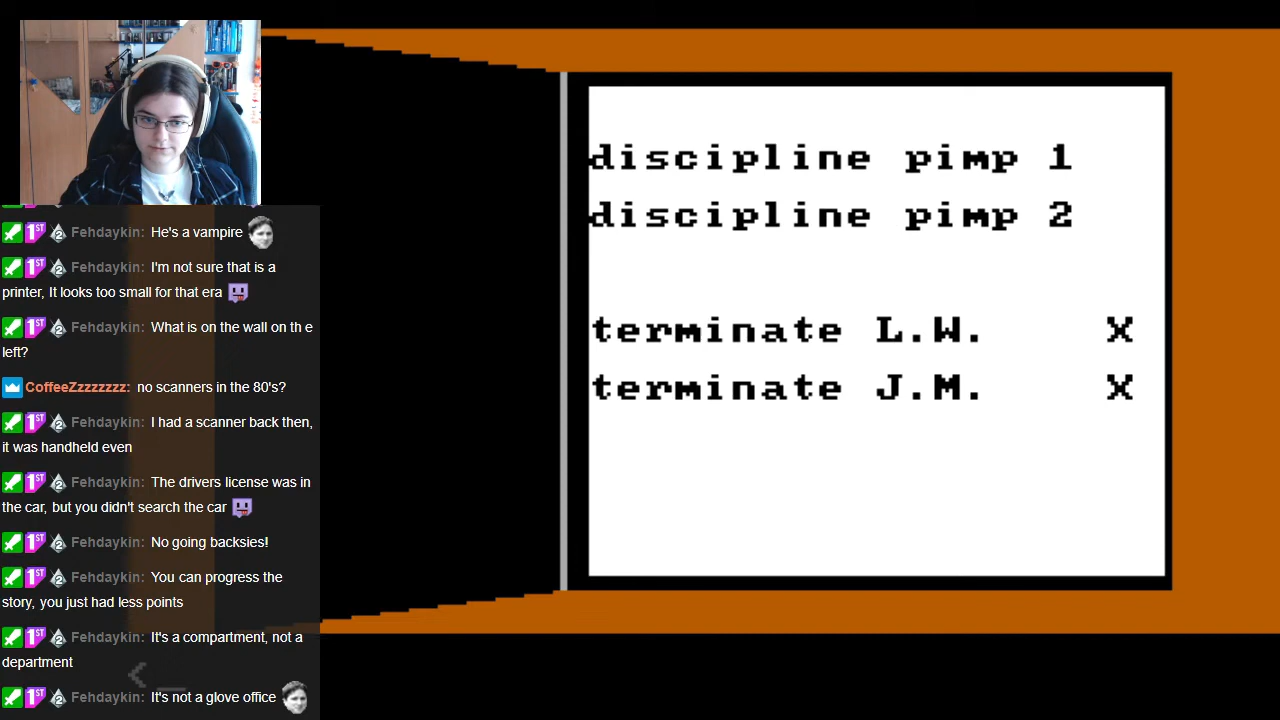 Fehdaykin: He's a vampire
Fehdaykin: I'm not sure that is a
printer, It looks too small for that era
Fehdaykin: What is on the wall on th e
left?
CoffeeZzzzzzzz: no scanners in the 80's?
Fehdaykin: I had a scanner back then,
it was handheld even
Fehdaykin: The drivers license was in
the car, but you didn't search the car
Fehdaykin: No going backsies!
Fehdaykin: You can progress the
story, you just had less points
Fehdaykin: It's a compartment, not a
department
Fehdaykin: It's not a glove office
discipline pimp 1
discipline pimp 2
terminate L.W. X
terminate J.M. X